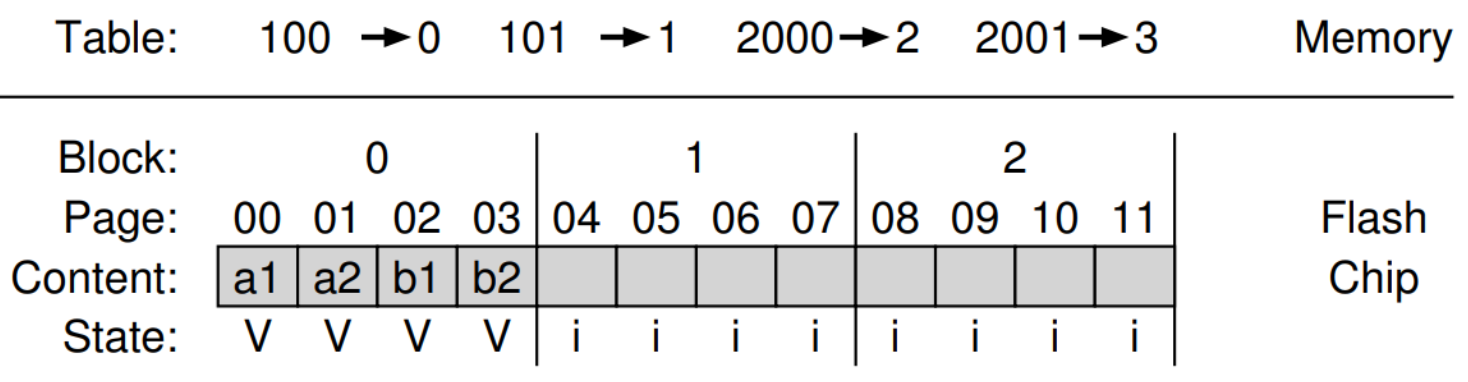 Table: 100 → 0 101 → 1 2000 → 2 2001 → 3 Memory
Block: 0 1 2
Page: 00 01 02 03 04 05 06 07 08 09 10 11 Flash
Content: a1 a2 b1 b2 Chip
State: V V V V i i i i i i i i